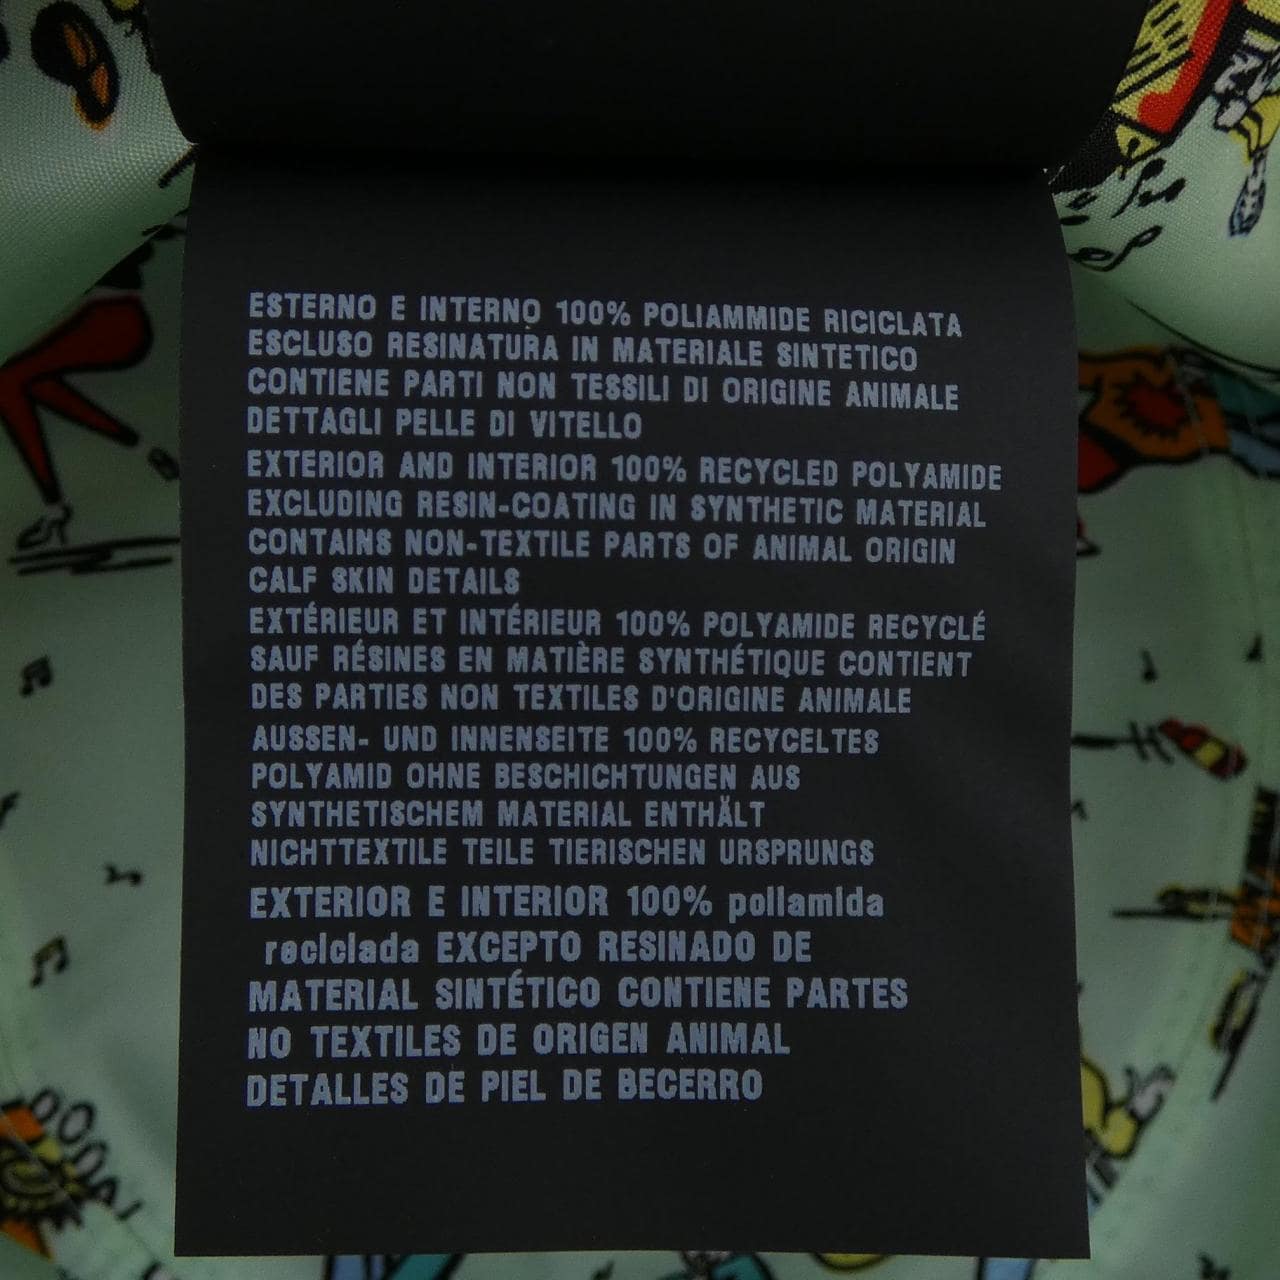 ESTERNO E INTERNO 100% POLIAMMIDE RICICLATA
ESCLUSO RESINATURA IN MATERIALE SINTETICO
CONTIENE PARTI NON TESSILI DI ORIGINE ANIMALE
DETTAGLI PELLE DI VITELLO
EXTERIOR AND INTERIOR 100% RECYCLED POLYAMIDE
EXCLUDING RESIN-COATING IN SYNTHETIC MATERIAL
CONTAINS NON-TEXTILE PARTS OF ANIMAL ORIGIN
CALF SKIN DETAILS
EXTÉRIEUR ET INTÉRIEUR 100% POLYAMIDE RECYCLÉ
SAUF RÉSINES EN MATIÈRE SYNTHÉTIQUE CONTIENT
DES PARTIES NON TEXTILES D'ORIGINE ANIMALE
AUSSEN- UND INNENSEITE 100% RECYCELTES
POLYAMID OHNE BESCHICHTUNGEN AUS
SYNTHETISCHEM MATERIAL ENTHÄLT
NICHTTEXTILE TEILE TIERISCHEN URSPRUNGS
EXTERIOR E INTERIOR 100% poliamida
reciclada EXCEPTO RESINADO DE
MATERIAL SINTÉTICO CONTIENE PARTES
NO TEXTILES DE ORIGEN ANIMAL
DETALLES DE PIEL DE BECERRO